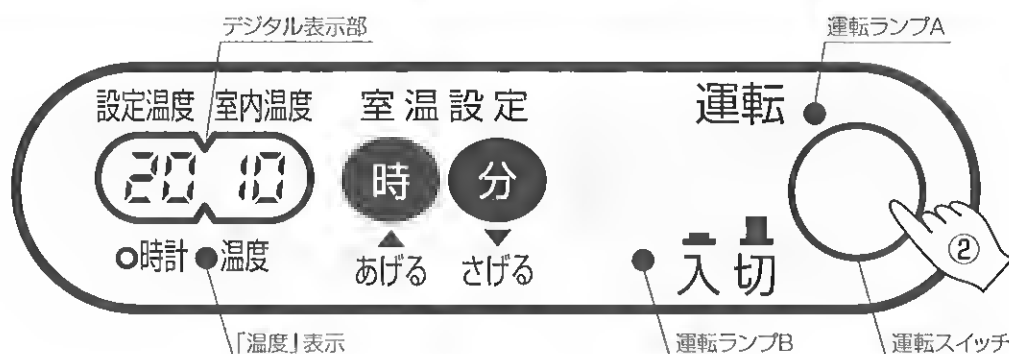 デジタル表示部
運転ランプA
設定温度 室内温度 室温設定 運転
20 10 時 分
○時計 ●温度 あげる さげる 入 切
②
「温度」表示
運転ランプB
運転スイッチ